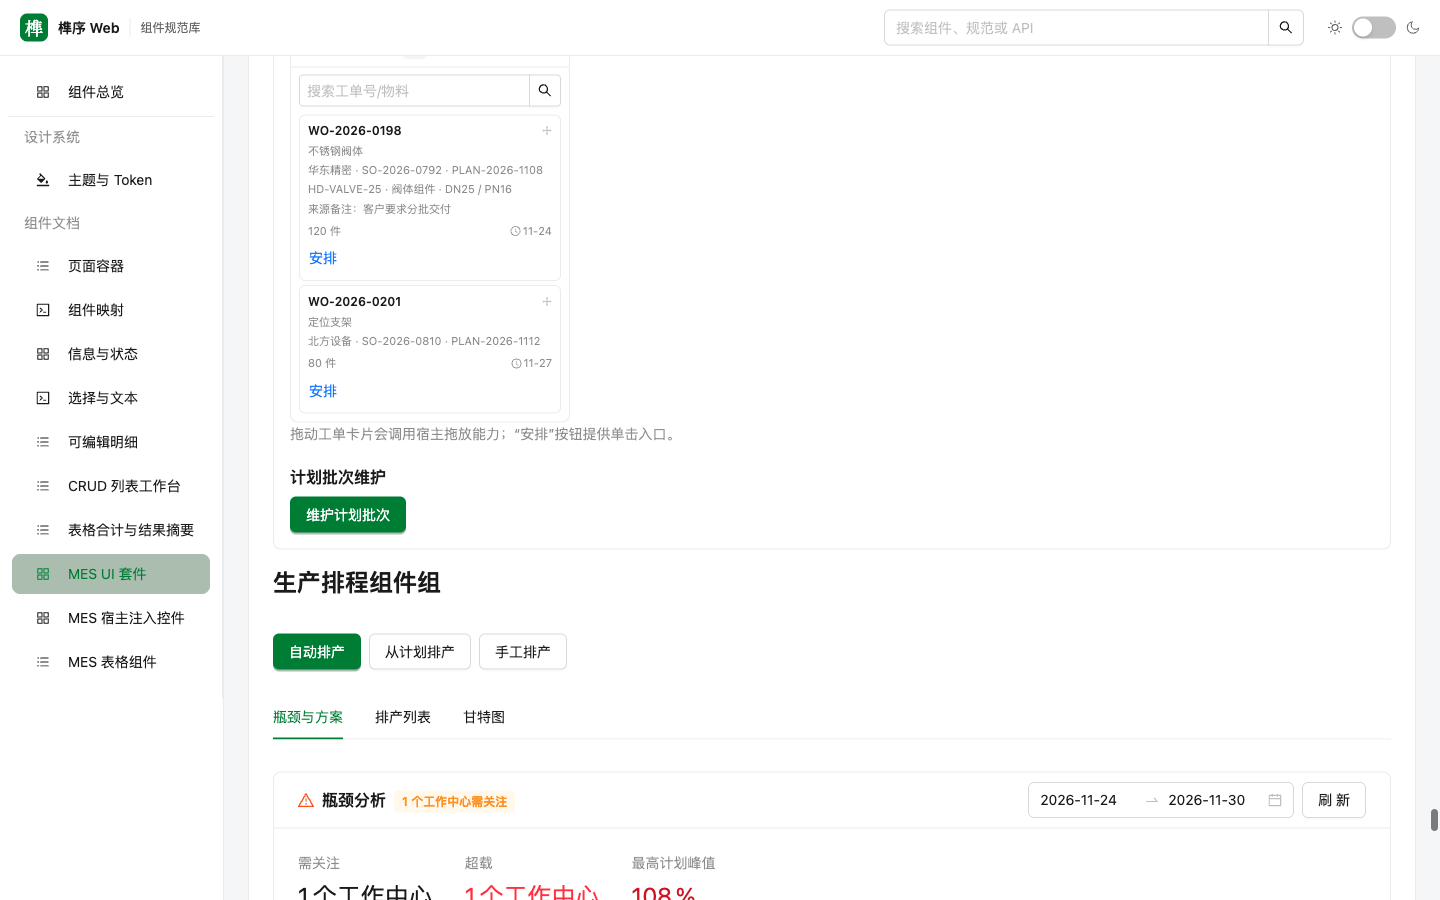 榫 榫序 Web 组件规范库
搜索组件、规范或 API
组件总览
设计系统
主题与 Token
组件文档
页面容器
组件映射
信息与状态
选择与文本
可编辑明细
CRUD 列表工作台
表格合计与结果摘要
MES UI 套件
MES 宿主注入控件
MES 表格组件
搜索工单号/物料
WO-2026-0198
不锈钢阀体
华东精密 · SO-2026-0792 · PLAN-2026-1108
HD-VALVE-25 · 阀体组件 · DN25 / PN16
来源备注：客户要求分批交付
120 件 11-24
安排
WO-2026-0201
定位支架
北方设备 · SO-2026-0810 · PLAN-2026-1112
80 件 11-27
安排
拖动工单卡片会调用宿主拖放能力；“安排”按钮提供单击入口。
计划批次维护
维护计划批次
生产排程组件组
自动排产 从计划排产 手工排产
瓶颈与方案 排产列表 甘特图
瓶颈分析 1 个工作中心需关注 2026-11-24 2026-11-30 刷 新
需关注 超载 最高计划峰值
1个工作中心 1个工作中心 108%